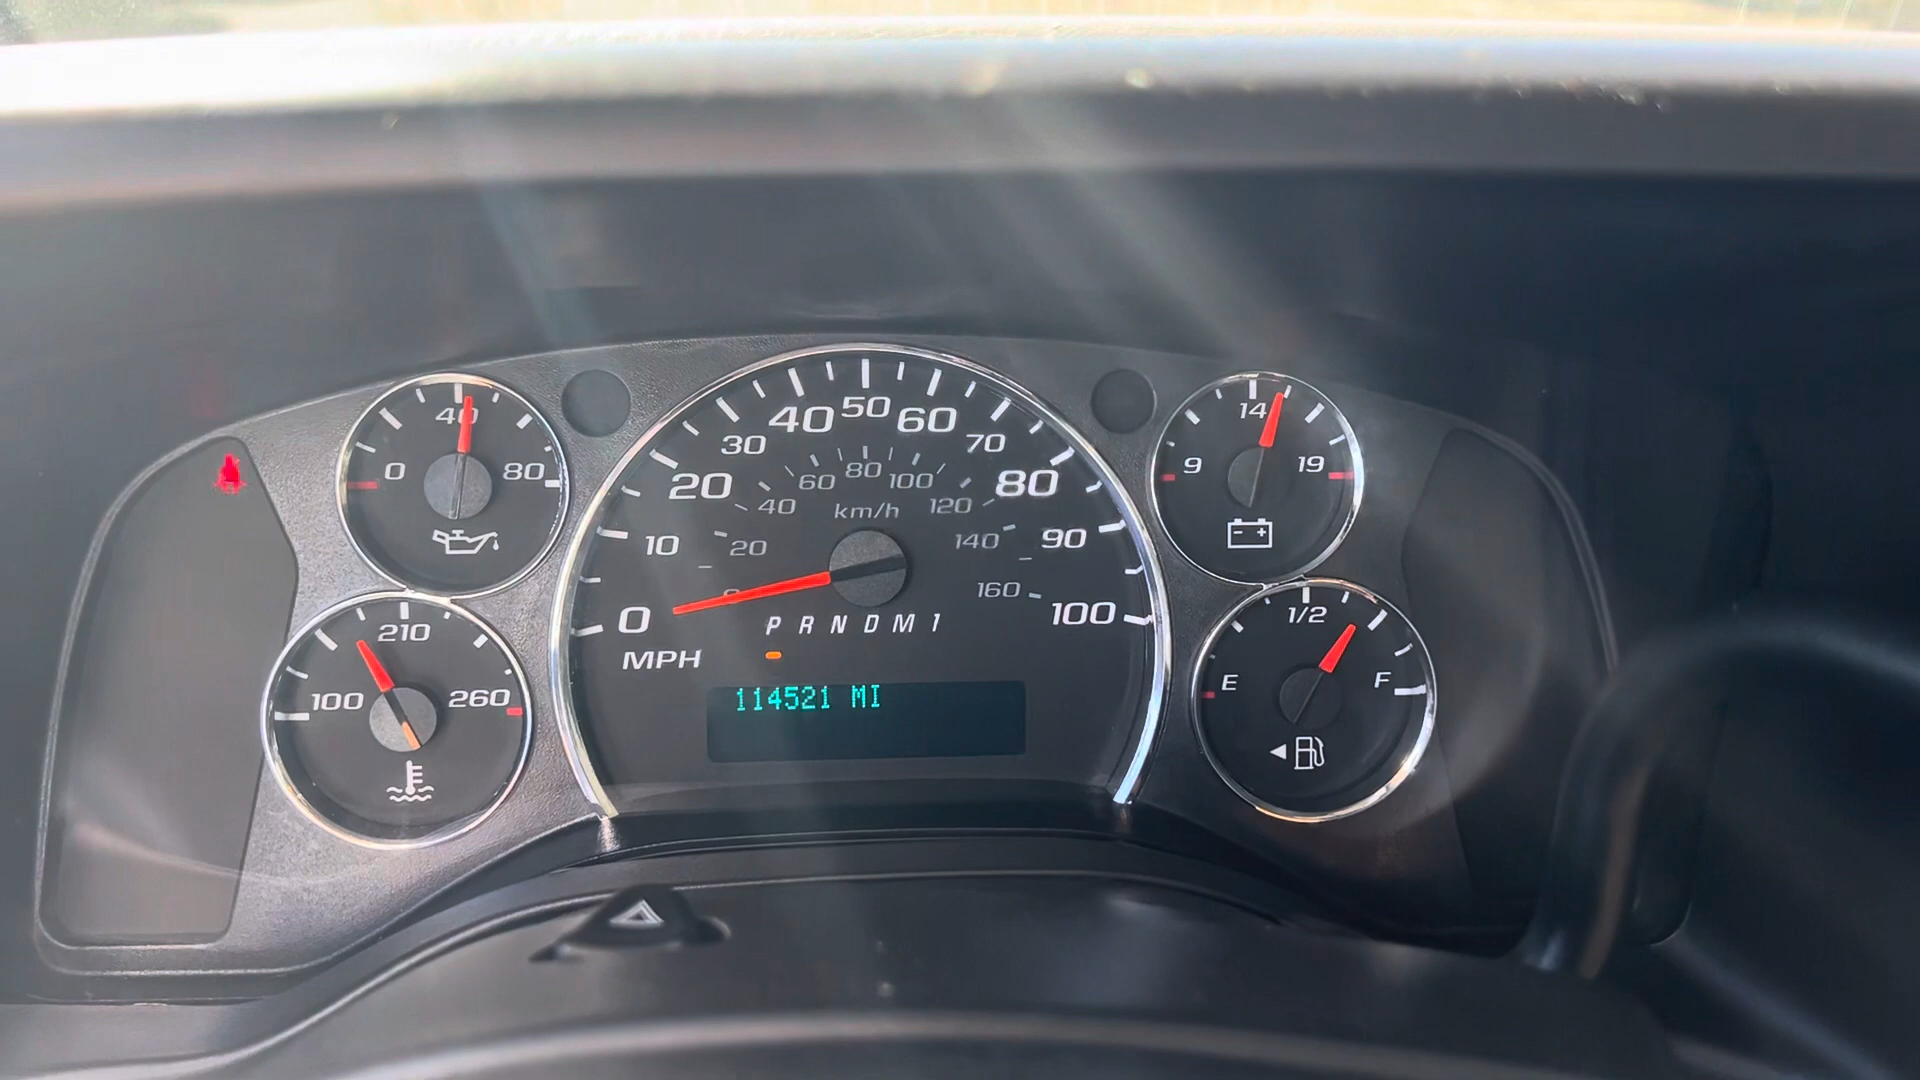 40
0 80
210
100 260
0 10 20 30 40 50 60 70 80 90 100
20 40 60 80 100 120 140 160
km/h
MPH
P R N D M 1
114521 MI
14
9 19
1/2
E F